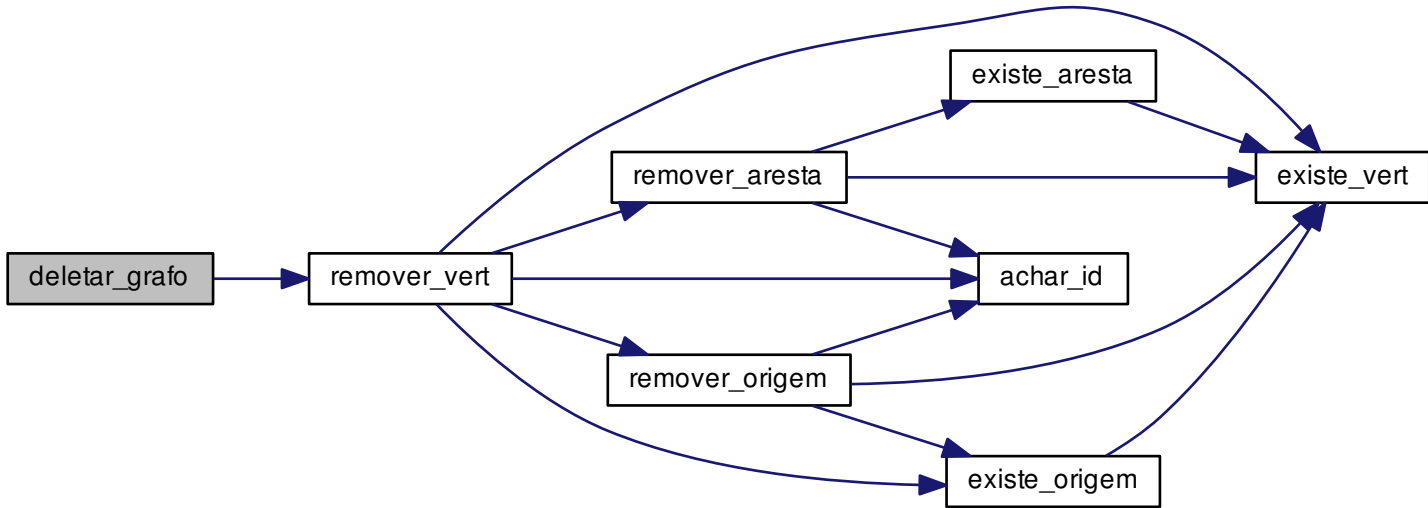 deletar_grafo
remover_vert
remover_aresta
remover_origem
existe_aresta
achar_id
existe_origem
existe_vert